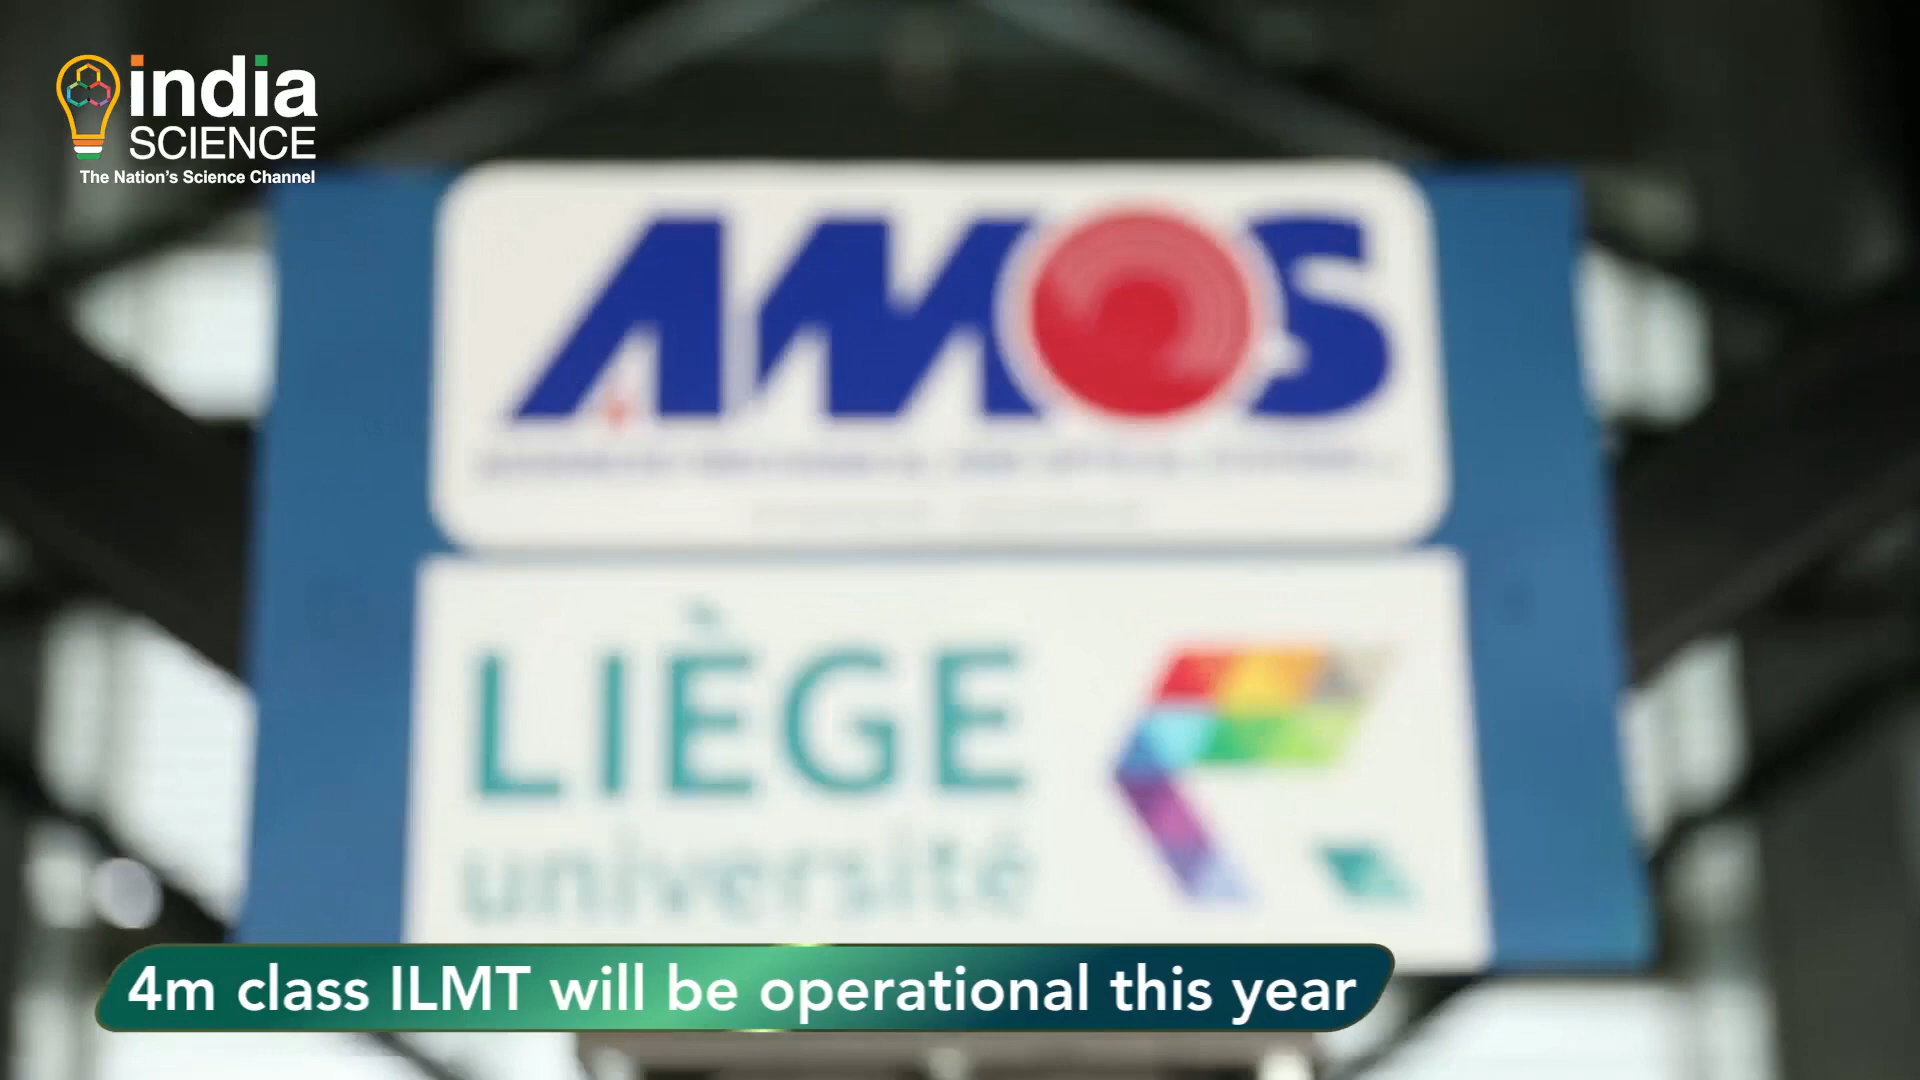 india
SCIENCE
The Nation's Science Channel
AMOS
LIÈGE
université
4m class ILMT will be operational this year